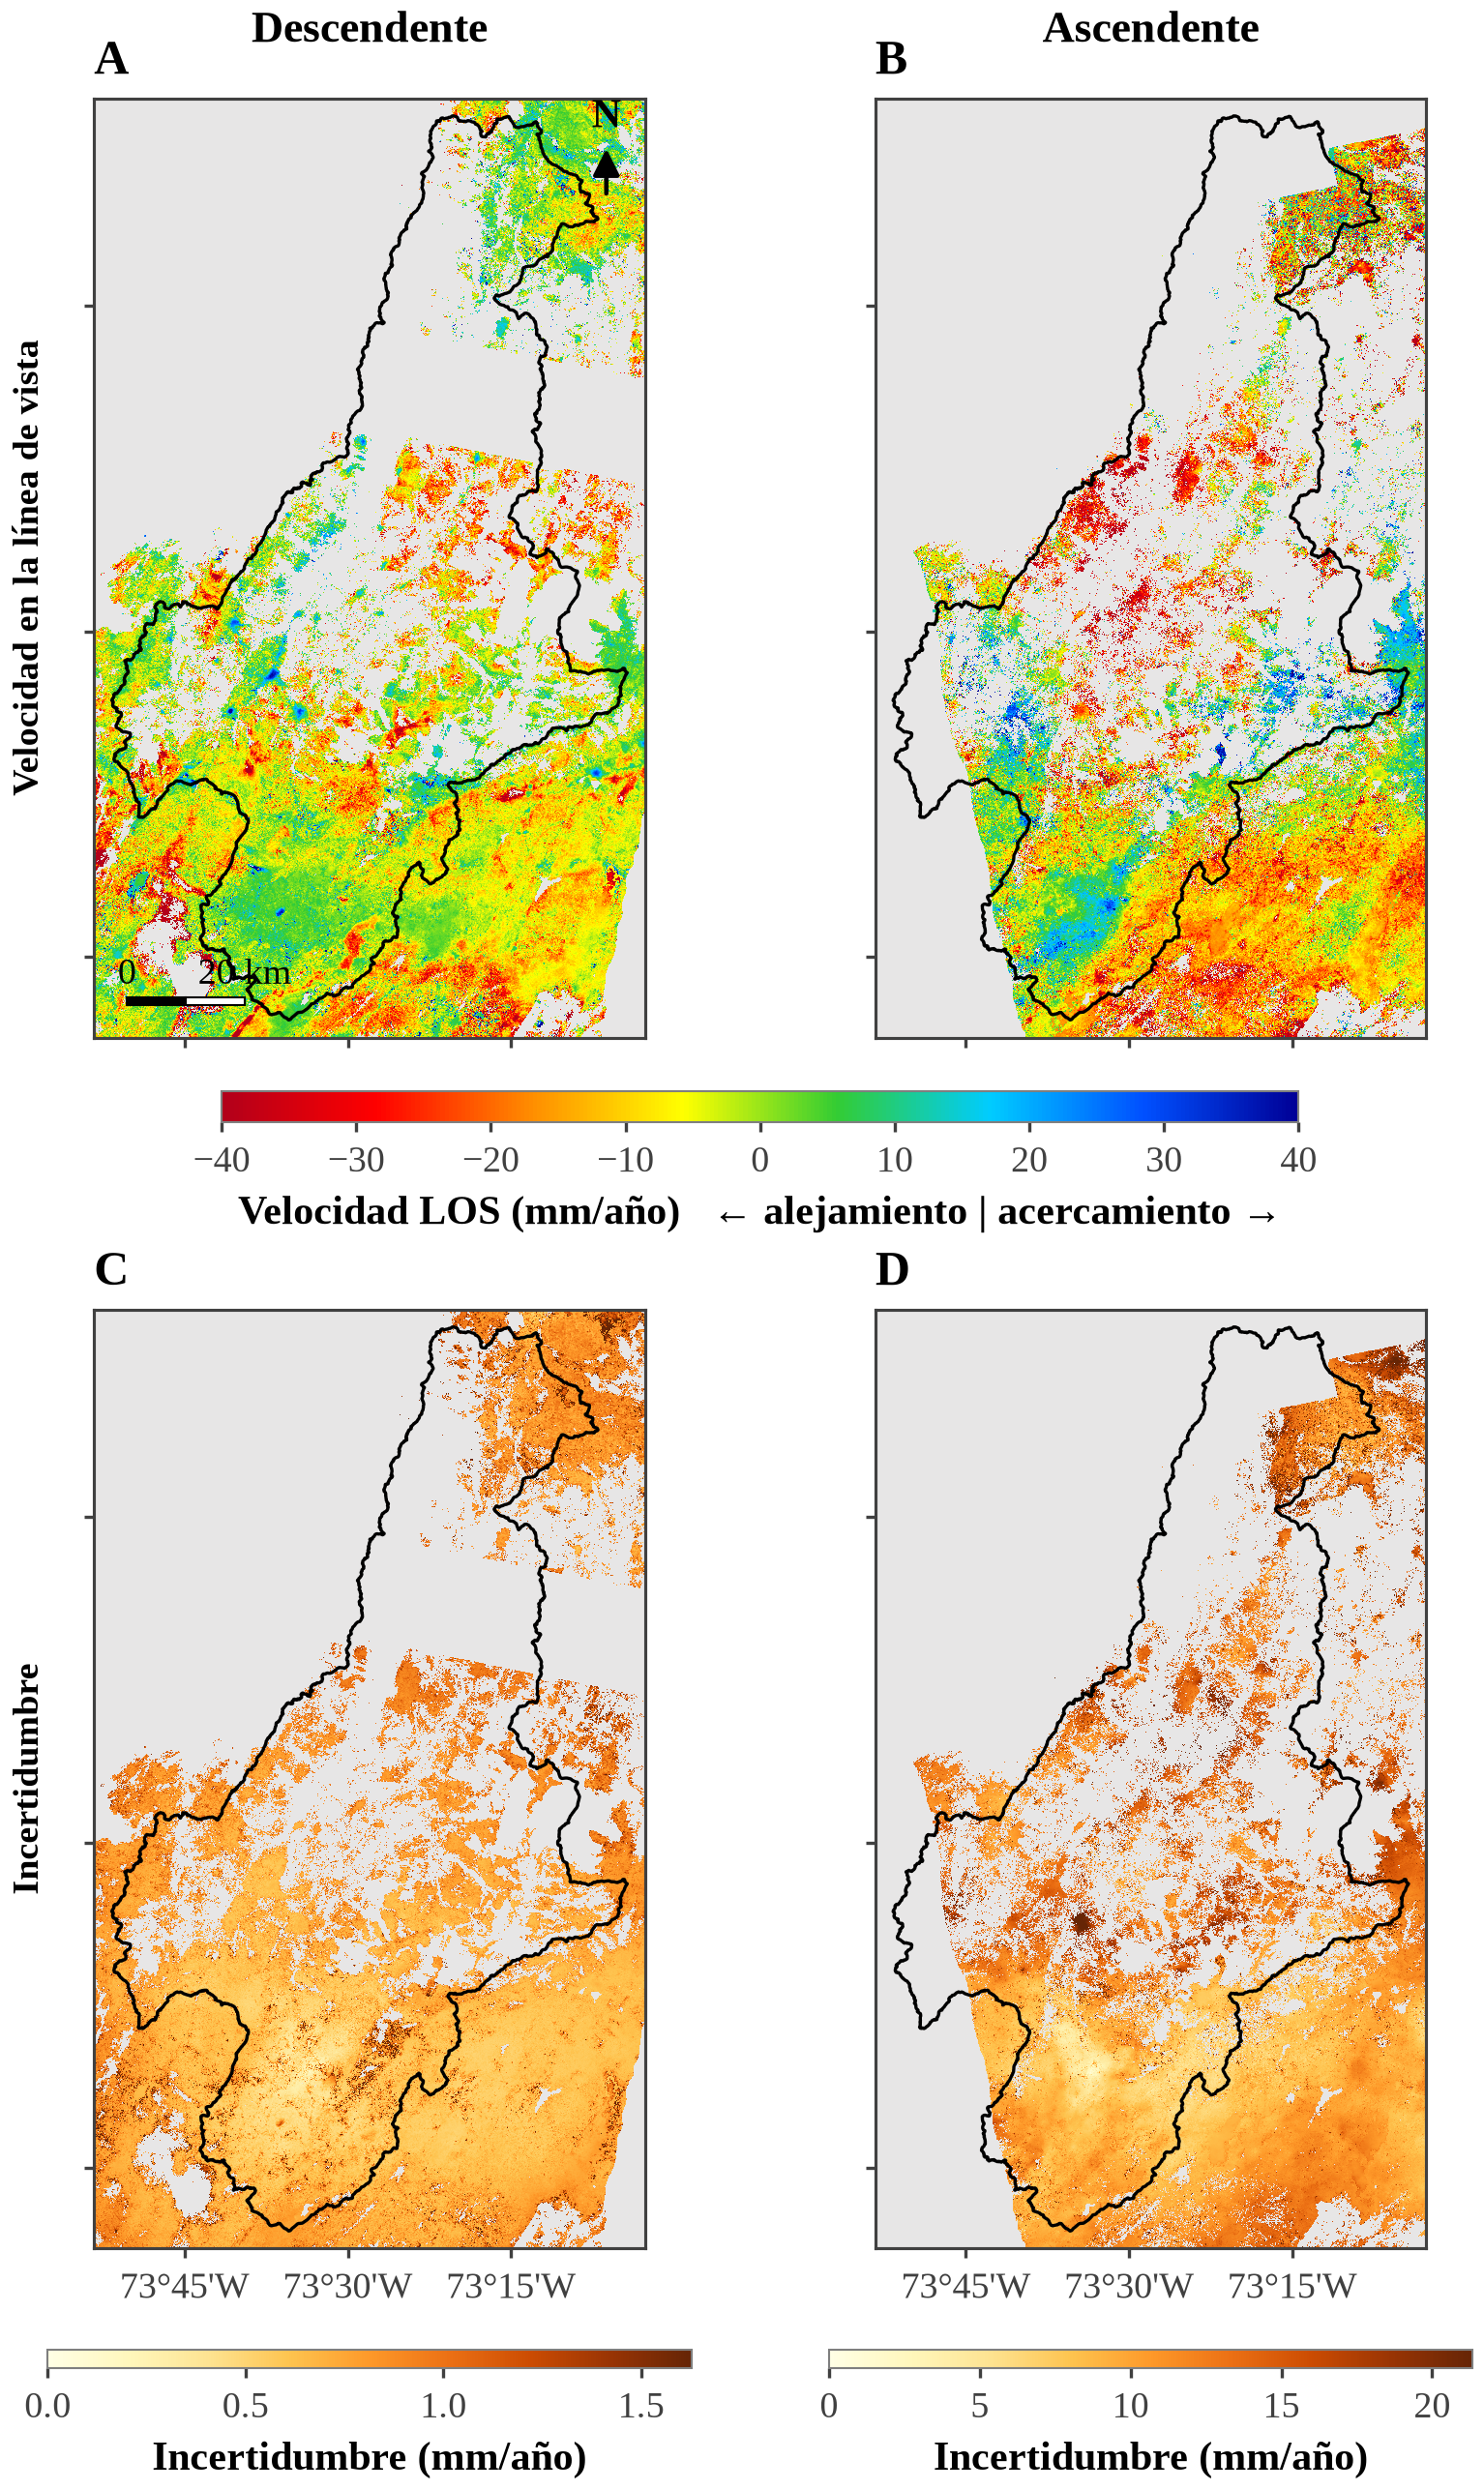 Descendente
Ascendente
A
B
N
Velocidad en la línea de vista
0 20 km
−40 −30 −20 −10 0 10 20 30 40
Velocidad LOS (mm/año) ← alejamiento | acercamiento →
C
D
Incertidumbre
73°45'W 73°30'W 73°15'W
73°45'W 73°30'W 73°15'W
0.0 0.5 1.0 1.5
0 5 10 15 20
Incertidumbre (mm/año)
Incertidumbre (mm/año)